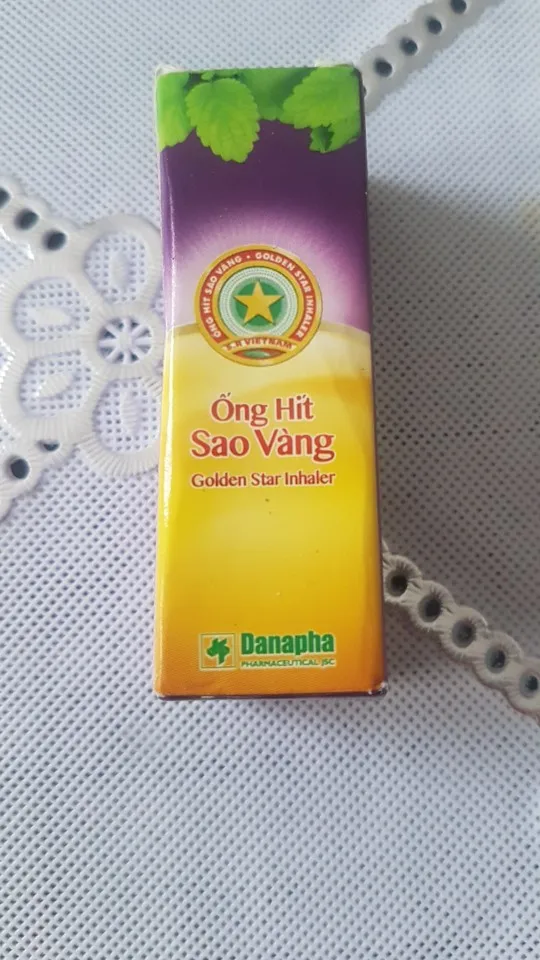 ỐNG HÍT SAO VÀNG • GOLDEN STAR INHALER
S.R VIETNAM
Ống Hít
Sao Vàng
Golden Star Inhaler
Danapha
PHARMACEUTICAL JSC